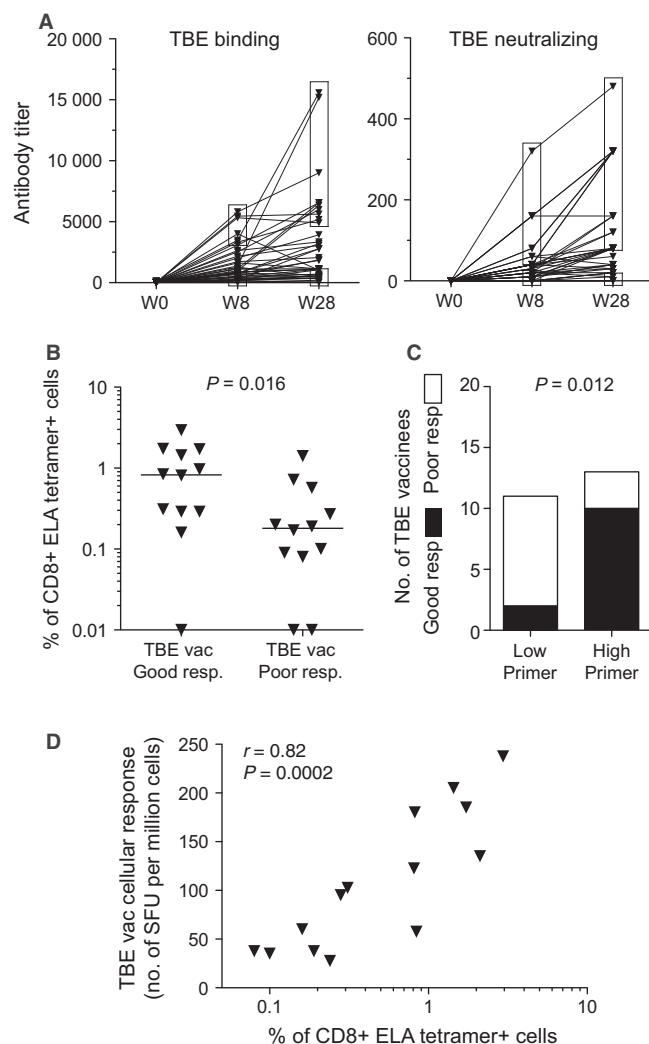 A
TBE binding
TBE neutralizing
Antibody titer
20 000
15 000
10 000
5000
2500
0
W0
W8
W28
600
400
200
0
W0
W8
W28
B
P = 0.016
% of CD8+ ELA tetramer+ cells
10
1
0.1
0.01
TBE vac
Good resp.
TBE vac
Poor resp.
C
P = 0.012
No. of TBE vaccinees
Good resp
Poor resp
20
15
10
5
0
Low
Primer
High
Primer
D
r = 0.82
P = 0.0002
TBE vac cellular response
(no. of SFU per million cells)
250
200
150
100
50
0
0.1
1
10
% of CD8+ ELA tetramer+ cells